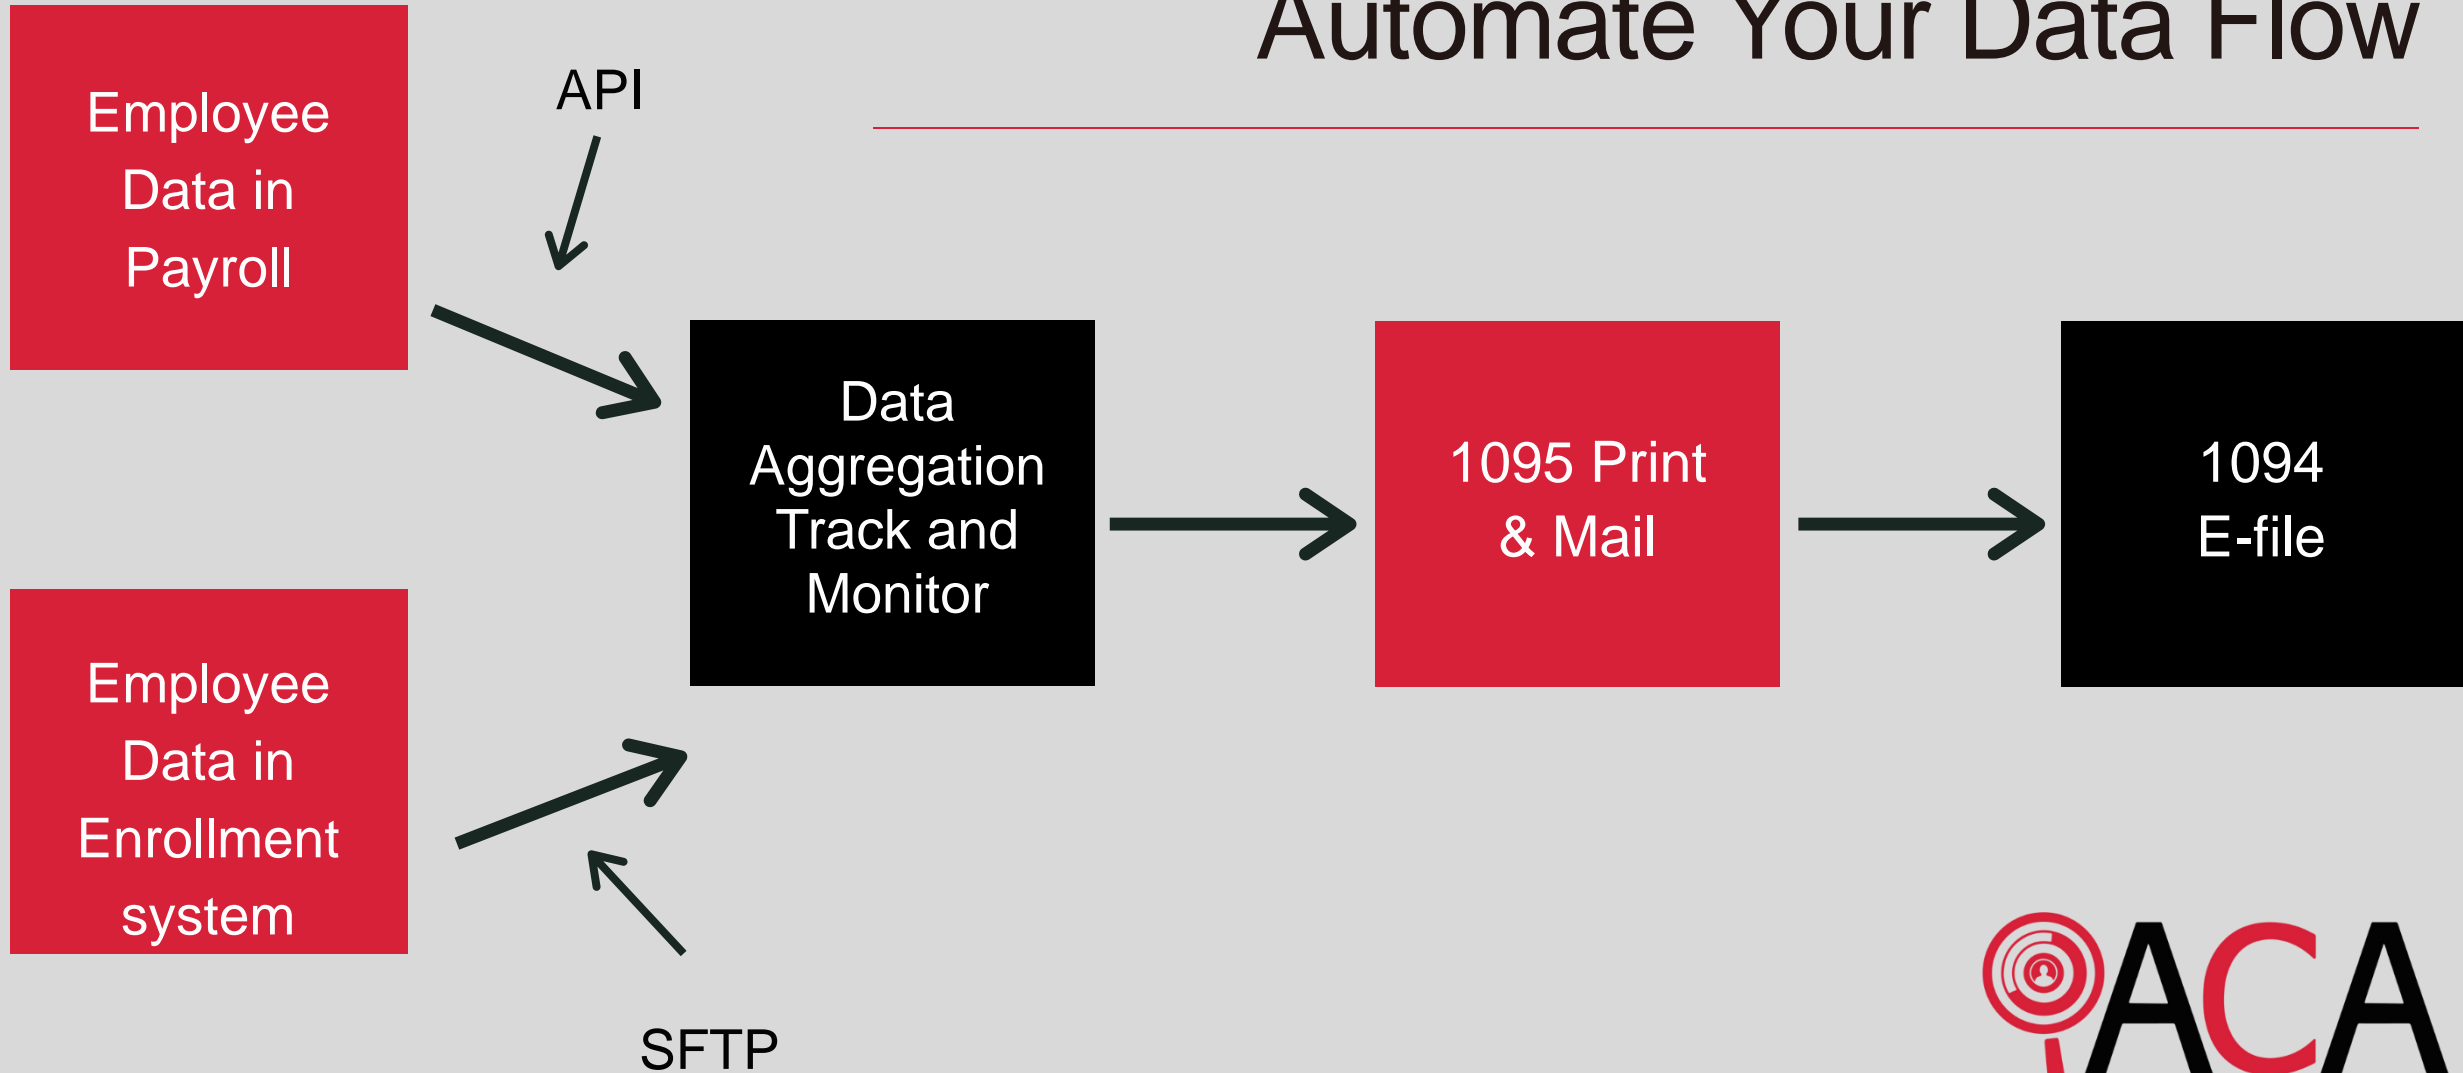 Automate Your Data Flow
Employee
Data in
Payroll
API
Data
Aggregation
Track and
Monitor
1095 Print
& Mail
1094
E-file
Employee
Data in
Enrollment
system
SFTP
ACA